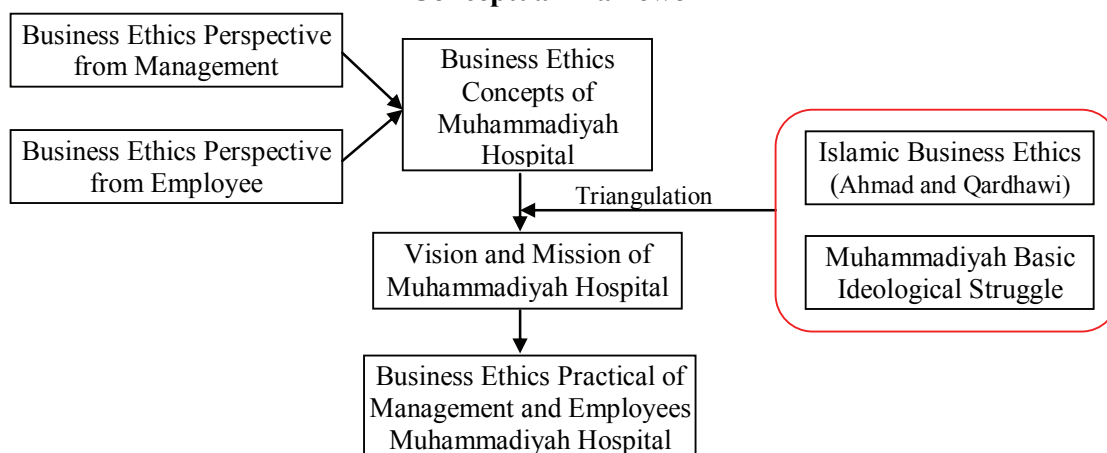 Business Ethics Perspective
from Management
Business Ethics Perspective
from Employee
Business Ethics
Concepts of
Muhammadiyah
Hospital
Triangulation
Islamic Business Ethics
(Ahmad and Qardhawi)
Muhammadiyah Basic
Ideological Struggle
Vision and Mission of
Muhammadiyah Hospital
Business Ethics Practical of
Management and Employees
Muhammadiyah Hospital